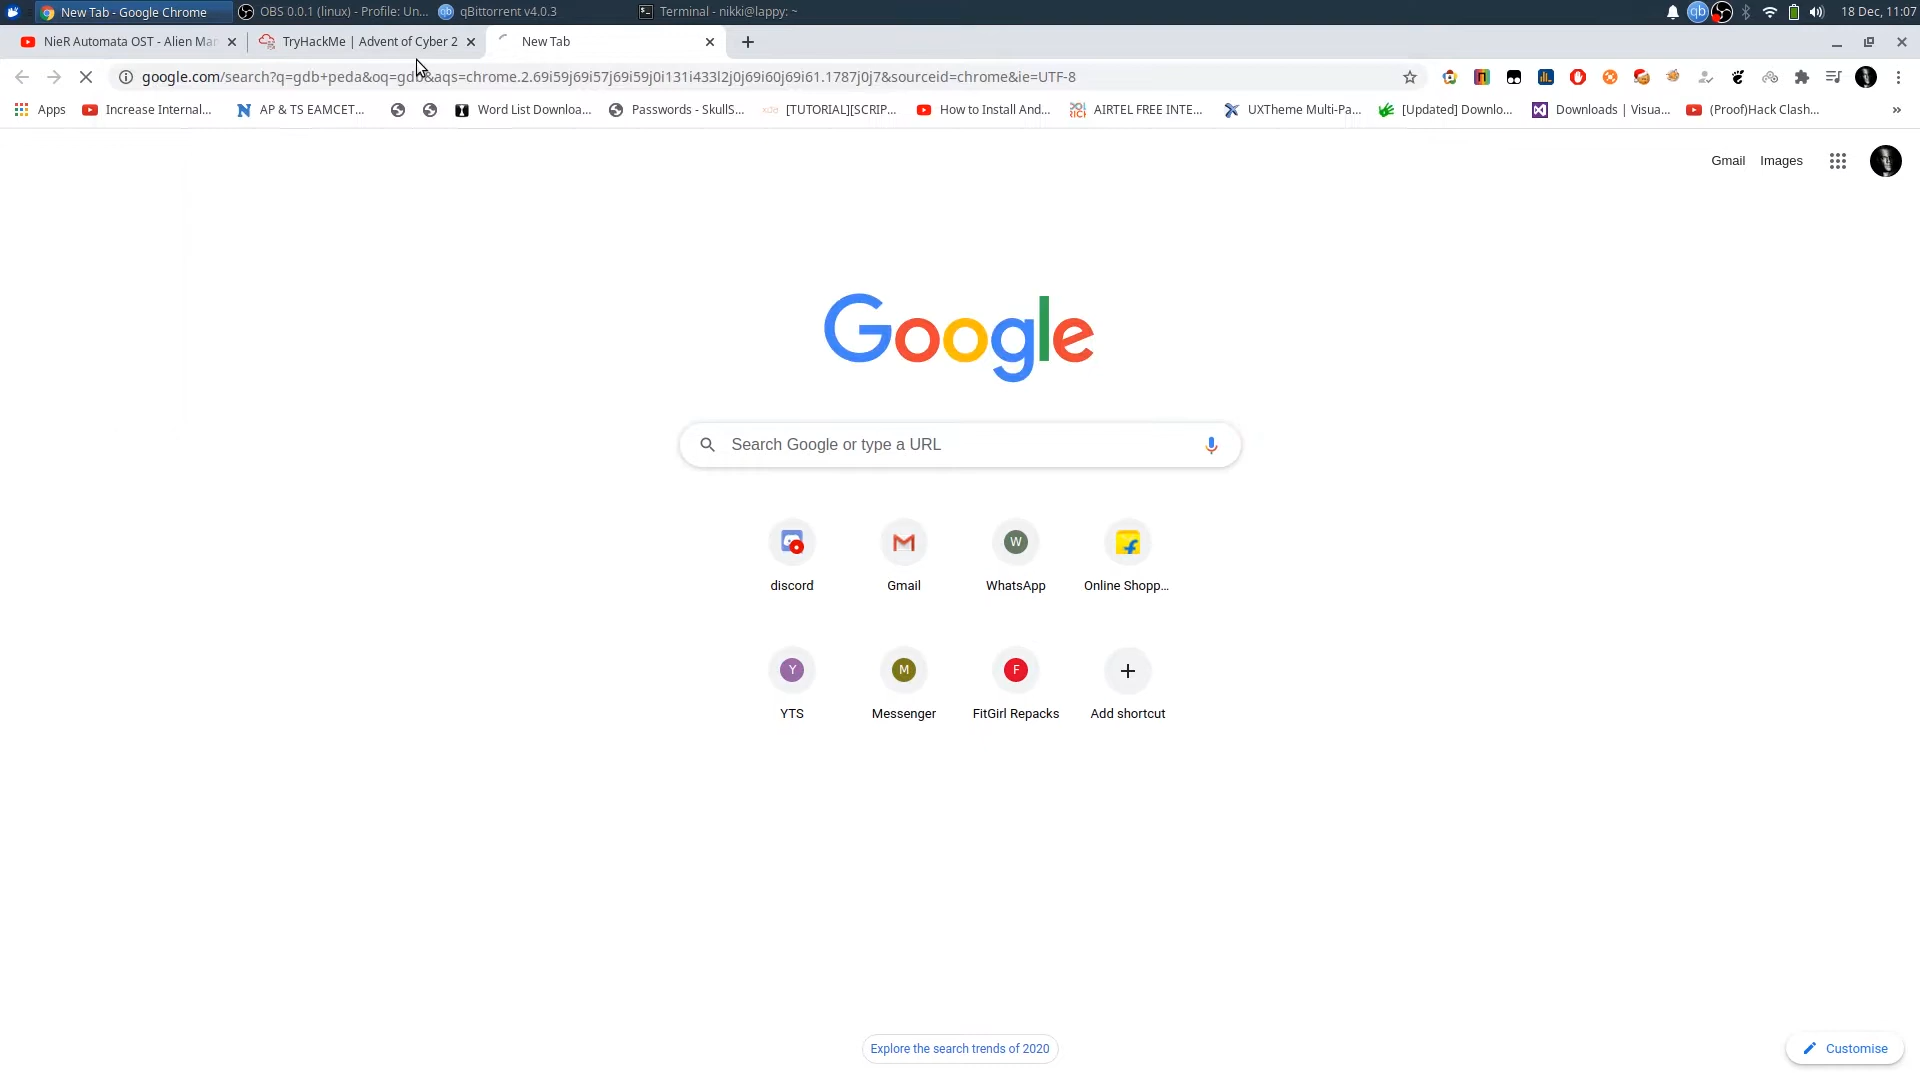 New Tab - Google Chrome
OBS 0.0.1 (linux) - Profile: Un...
qBittorrent v4.0.3
Terminal - nikki@lappy: ~
18 Dec, 11:07
NieR Automata OST - Alien Mar
TryHackMe | Advent of Cyber 2
New Tab
google.com/search?q=gdb+peda&oq=gdb&aqs=chrome.2.69i59j69i57j69i59j0i131i433l2j0j69i60j69i61.1787j0j7&sourceid=chrome&ie=UTF-8
Apps
Increase Internal...
AP & TS EAMCET...
Word List Downloa...
Passwords - SkullS...
[TUTORIAL][SCRIP...
How to Install And...
AIRTEL FREE INTE...
UXTheme Multi-Pa...
[Updated] Downlo...
Downloads | Visua...
(Proof)Hack Clash...
Gmail
Images
Google
Search Google or type a URL
discord
Gmail
WhatsApp
Online Shopp...
YTS
Messenger
FitGirl Repacks
Add shortcut
Explore the search trends of 2020
Customise